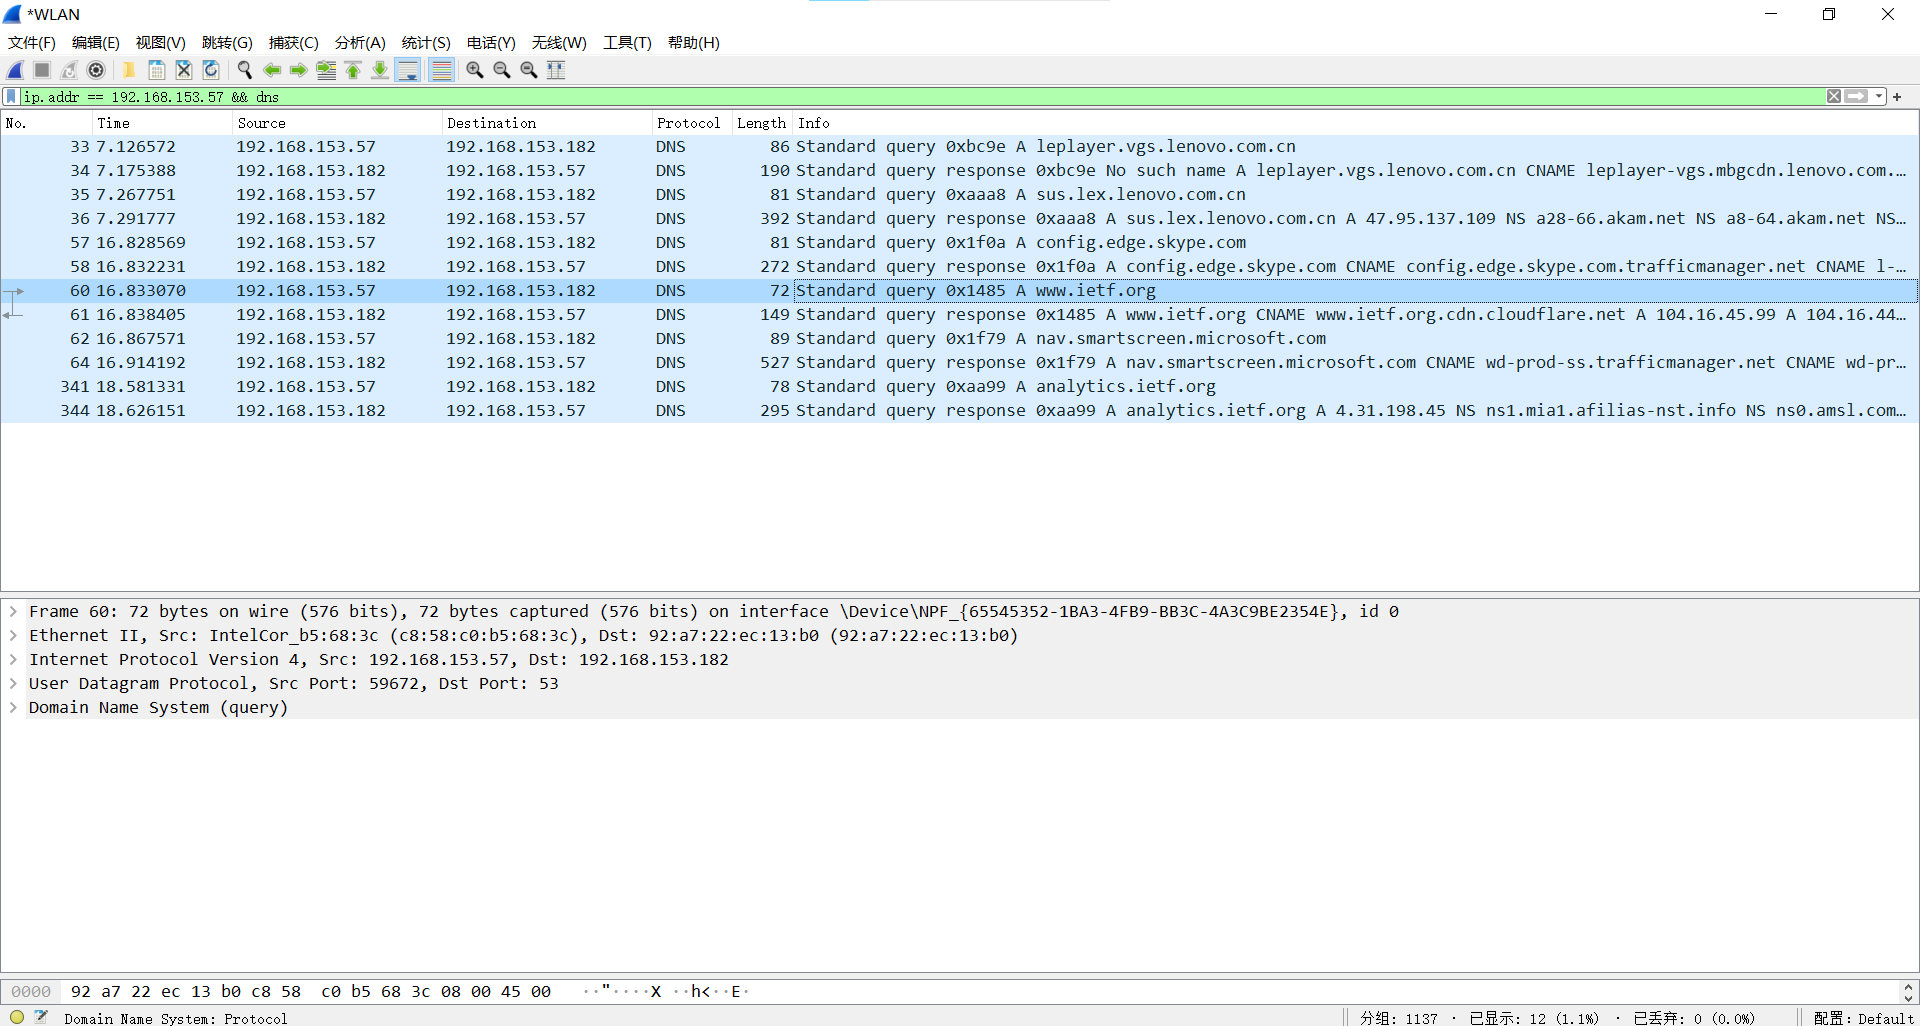 *WLAN
文件(F) 编辑(E) 视图(V) 跳转(G) 捕获(C) 分析(A) 统计(S) 电话(Y) 无线(W) 工具(T) 帮助(H)
ip.addr == 192.168.153.57 && dns
No. Time Source Destination Protocol Length Info
33 7.126572 192.168.153.57 192.168.153.182 DNS 86 Standard query 0xbc9e A leplayer.vgs.lenovo.com.cn
34 7.175388 192.168.153.182 192.168.153.57 DNS 190 Standard query response 0xbc9e No such name A leplayer.vgs.lenovo.com.cn CNAME leplayer-vgs.mbgcdn.lenovo.com.…
35 7.267751 192.168.153.57 192.168.153.182 DNS 81 Standard query 0xaaa8 A sus.lex.lenovo.com.cn
36 7.291777 192.168.153.182 192.168.153.57 DNS 392 Standard query response 0xaaa8 A sus.lex.lenovo.com.cn A 47.95.137.109 NS a28-66.akam.net NS a8-64.akam.net NS…
57 16.828569 192.168.153.57 192.168.153.182 DNS 81 Standard query 0x1f0a A config.edge.skype.com
58 16.832231 192.168.153.182 192.168.153.57 DNS 272 Standard query response 0x1f0a A config.edge.skype.com CNAME config.edge.skype.com.trafficmanager.net CNAME l-…
60 16.833070 192.168.153.57 192.168.153.182 DNS 72 Standard query 0x1485 A www.ietf.org
61 16.838405 192.168.153.182 192.168.153.57 DNS 149 Standard query response 0x1485 A www.ietf.org CNAME www.ietf.org.cdn.cloudflare.net A 104.16.45.99 A 104.16.44…
62 16.867571 192.168.153.57 192.168.153.182 DNS 89 Standard query 0x1f79 A nav.smartscreen.microsoft.com
64 16.914192 192.168.153.182 192.168.153.57 DNS 527 Standard query response 0x1f79 A nav.smartscreen.microsoft.com CNAME wd-prod-ss.trafficmanager.net CNAME wd-pr…
341 18.581331 192.168.153.57 192.168.153.182 DNS 78 Standard query 0xaa99 A analytics.ietf.org
344 18.626151 192.168.153.182 192.168.153.57 DNS 295 Standard query response 0xaa99 A analytics.ietf.org A 4.31.198.45 NS ns1.mia1.afilias-nst.info NS ns0.amsl.com…
Frame 60: 72 bytes on wire (576 bits), 72 bytes captured (576 bits) on interface \Device\NPF_{65545352-1BA3-4FB9-BB3C-4A3C9BE2354E}, id 0
Ethernet II, Src: IntelCor_b5:68:3c (c8:58:c0:b5:68:3c), Dst: 92:a7:22:ec:13:b0 (92:a7:22:ec:13:b0)
Internet Protocol Version 4, Src: 192.168.153.57, Dst: 192.168.153.182
User Datagram Protocol, Src Port: 59672, Dst Port: 53
Domain Name System (query)
0000 92 a7 22 ec 13 b0 c8 58 c0 b5 68 3c 08 00 45 00 ··"····X ··h<··E·
Domain Name System: Protocol 分组: 1137 · 已显示: 12 (1.1%) · 已丢弃: 0 (0.0%) 配置: Default